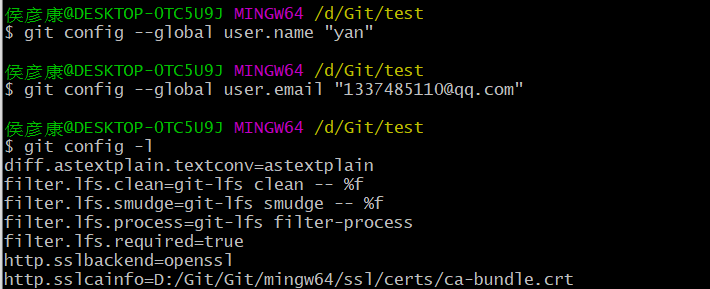 侯彦康@DESKTOP-OTC5U9J MINGW64 /d/Git/test
$ git config --global user.name "yan"
侯彦康@DESKTOP-OTC5U9J MINGW64 /d/Git/test
$ git config --global user.email "1337485110@qq.com"
侯彦康@DESKTOP-OTC5U9J MINGW64 /d/Git/test
$ git config -l
diff.astextplain.textconv=astextplain
filter.lfs.clean=git-lfs clean -- %f
filter.lfs.smudge=git-lfs smudge -- %f
filter.lfs.process=git-lfs filter-process
filter.lfs.required=true
http.sslbackend=openssl
http.sslcainfo=D:/Git/Git/mingw64/ssl/certs/ca-bundle.crt